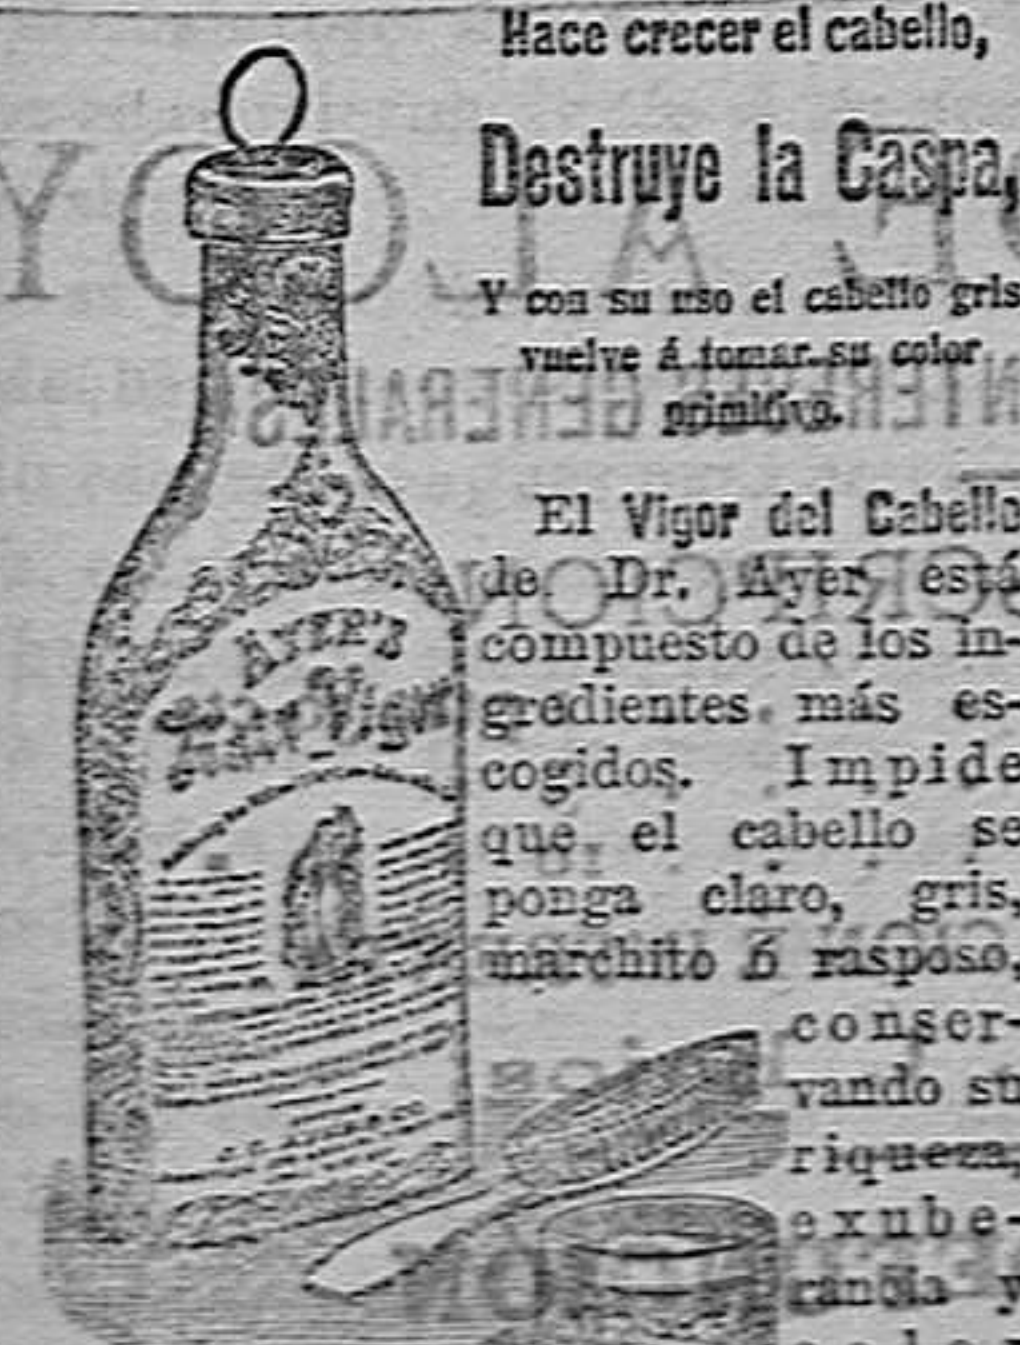 Hace crecer el cabello,
Destruye la Caspa,
Y con su uso el cabello gris
vuelve á tomar su color
primitivo.
El Vigor del Cabello
de Dr. Ayer está
compuesto de los in-
gredientes más es-
cogidos. Impide
que el cabello se
ponga claro, gris,
marchito ó rasposo,
conser-
vando su
riqueza,
exube-
rancia y
AYER'S
Hair Vigor